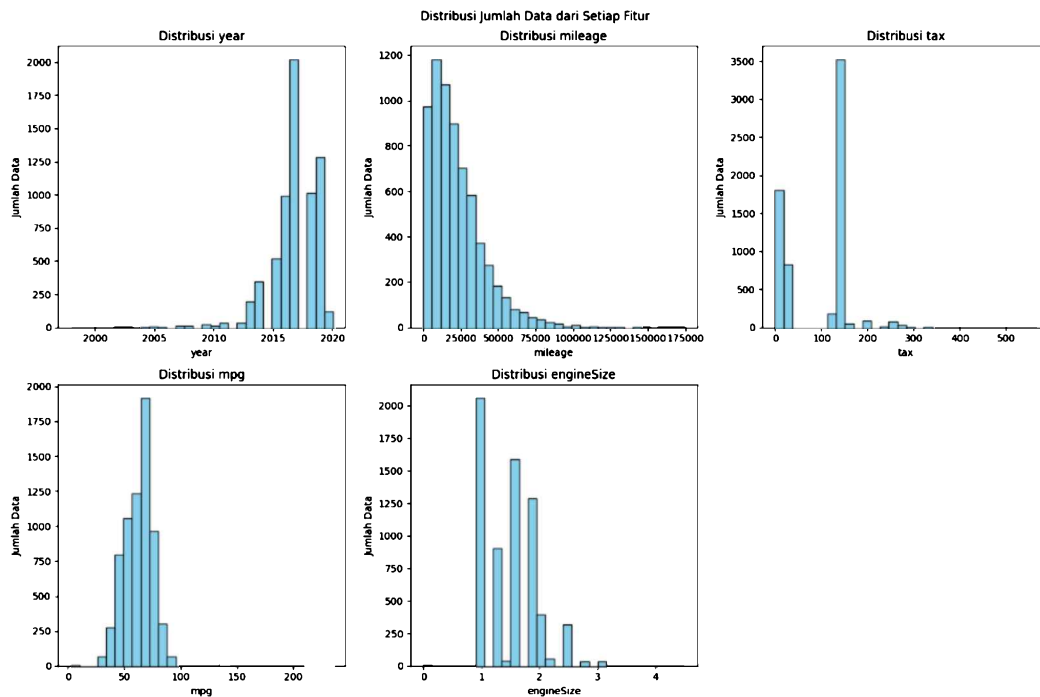 Distribusi Jumlah Data dari Setiap Fitur
Distribusi year
2000
1750
1500
1250
1000
750
500
250
0
Jumlah Data
2000 2005 2010 2015 2020
year
Distribusi mileage
1200
1000
800
600
400
200
0
Jumlah Data
0 25000 50000 75000 100000 125000 150000 175000
mileage
Distribusi tax
3500
3000
2500
2000
1500
1000
500
0
Jumlah Data
0 100 200 300 400 500
tax
Distribusi mpg
2000
1750
1500
1250
1000
750
500
250
0
Jumlah Data
0 50 100 150 200
mpg
Distribusi engineSize
2000
1750
1500
1250
1000
750
500
250
0
Jumlah Data
0 1 2 3 4
engineSize